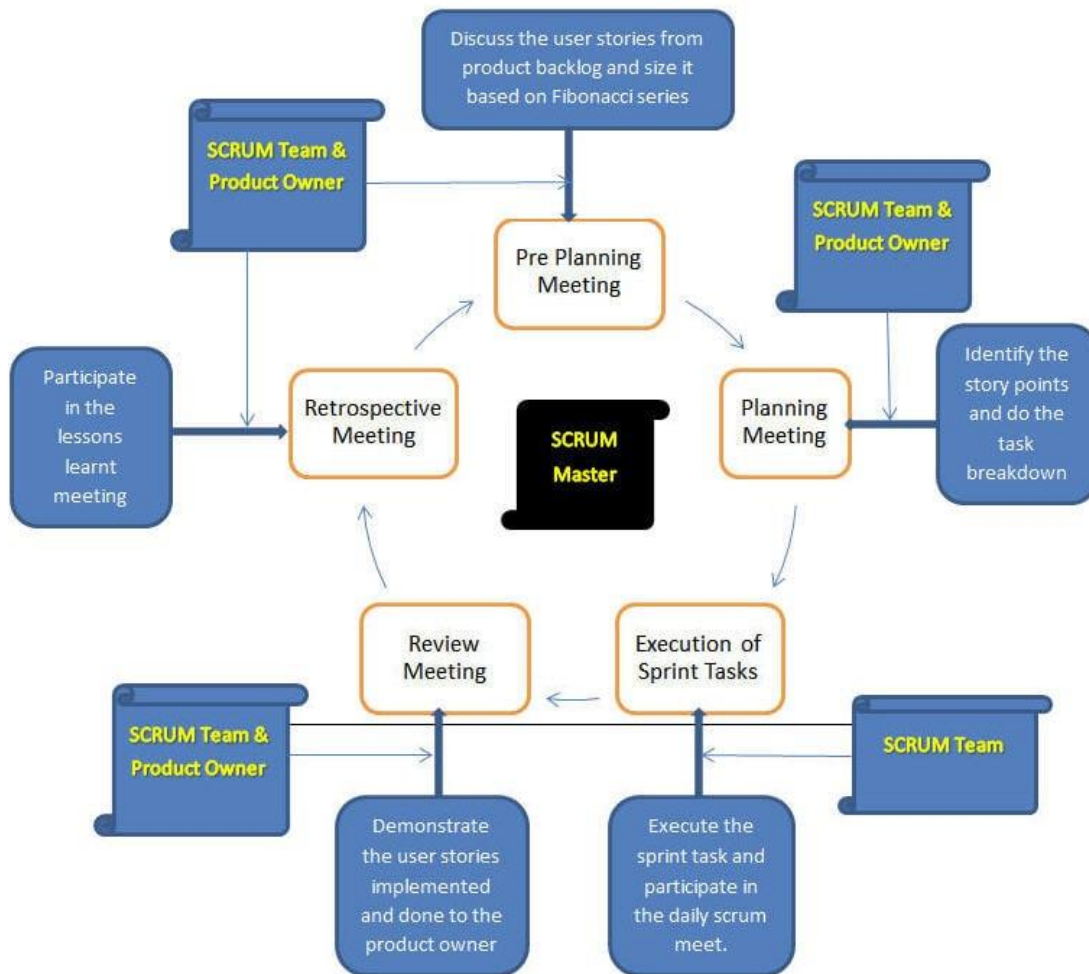 Discuss the user stories from
product backlog and size it
based on Fibonacci series
SCRUM Team &
Product Owner
SCRUM Team &
Product Owner
Pre Planning
Meeting
Participate
in the
lessons
learnt
meeting
Retrospective
Meeting
SCRUM
Master
Planning
Meeting
Identify the
story points
and do the
task
breakdown
Review
Meeting
Execution of
Sprint Tasks
SCRUM Team &
Product Owner
SCRUM Team
Demonstrate
the user stories
implemented
and done to the
product owner
Execute the
sprint task and
participate in
the daily scrum
meet.